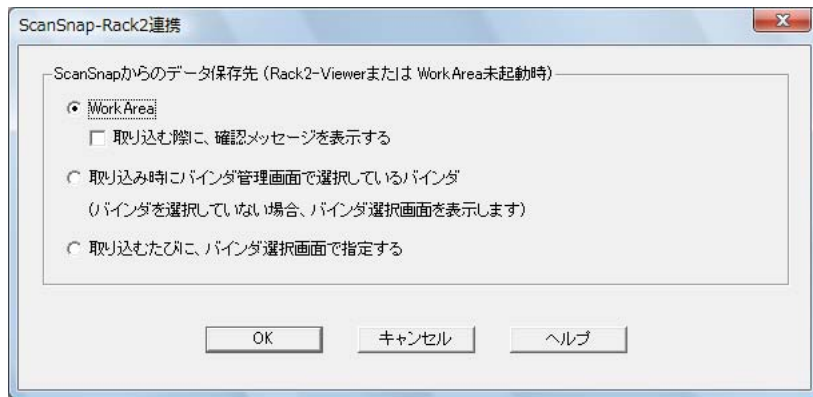 ScanSnap-Rack2連携
ScanSnapからのデータ保存先 (Rack2-Viewerまたは WorkArea未起動時)
WorkArea
取り込む際に、確認メッセージを表示する
取り込み時にバインダ管理画面で選択しているバインダ
(バインダを選択していない場合、バインダ選択画面を表示します)
取り込むたびに、バインダ選択画面で指定する
OK キャンセル ヘルプ